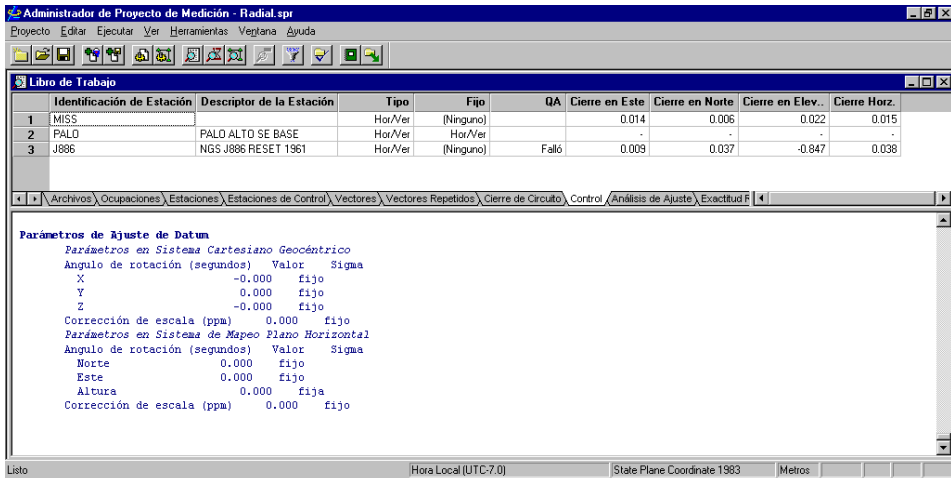 Administrador de Proyecto de Medición - Radial.spr
Proyecto Editar Ejecutar Ver Herramientas Ventana Ayuda
Libro de Trabajo
Identificación de Estación Descriptor de la Estación Tipo Fijo QA Cierre en Este Cierre en Norte Cierre en Elev... Cierre Horz.
1 MISS Hor/Ver (Ninguno) 0.014 0.006 0.022 0.015
2 PALO PALO ALTO SE BASE Hor/Ver Hor/Ver - - - -
3 J886 NGS J886 RESET 1961 Hor/Ver (Ninguno) Falló 0.009 0.037 -0.847 0.038
Archivos Ocupaciones Estaciones Estaciones de Control Vectores Vectores Repetidos Cierre de Circuito Control Análisis de Ajuste Exactitud R
Parámetros de Ajuste de Datum
Parámetros en Sistema Cartesiano Geocéntrico
Angulo de rotación (segundos) Valor Sigma
X -0.000 fijo
Y 0.000 fijo
Z -0.000 fijo
Corrección de escala (ppm) 0.000 fijo
Parámetros en Sistema de Mapeo Plano Horizontal
Angulo de rotación (segundos) Valor Sigma
Norte 0.000 fijo
Este 0.000 fijo
Altura 0.000 fija
Corrección de escala (ppm) 0.000 fijo
Listo Hora Local (UTC-7.0) State Plane Coordinate 1983 Metros